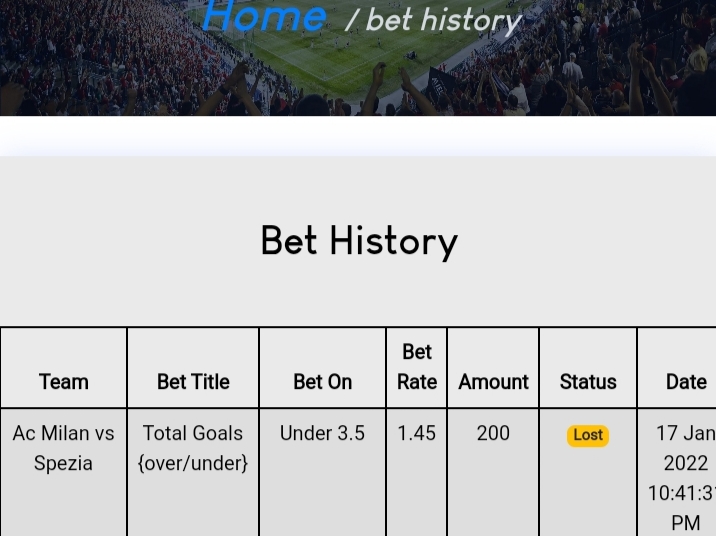 Home / bet history
Bet History
Team
Bet Title
Bet On
Bet Rate
Amount
Status
Date
Ac Milan vs
Spezia
Total Goals
{over/under}
Under 3.5
1.45
200
Lost
17 Jan
2022
10:41:3
PM